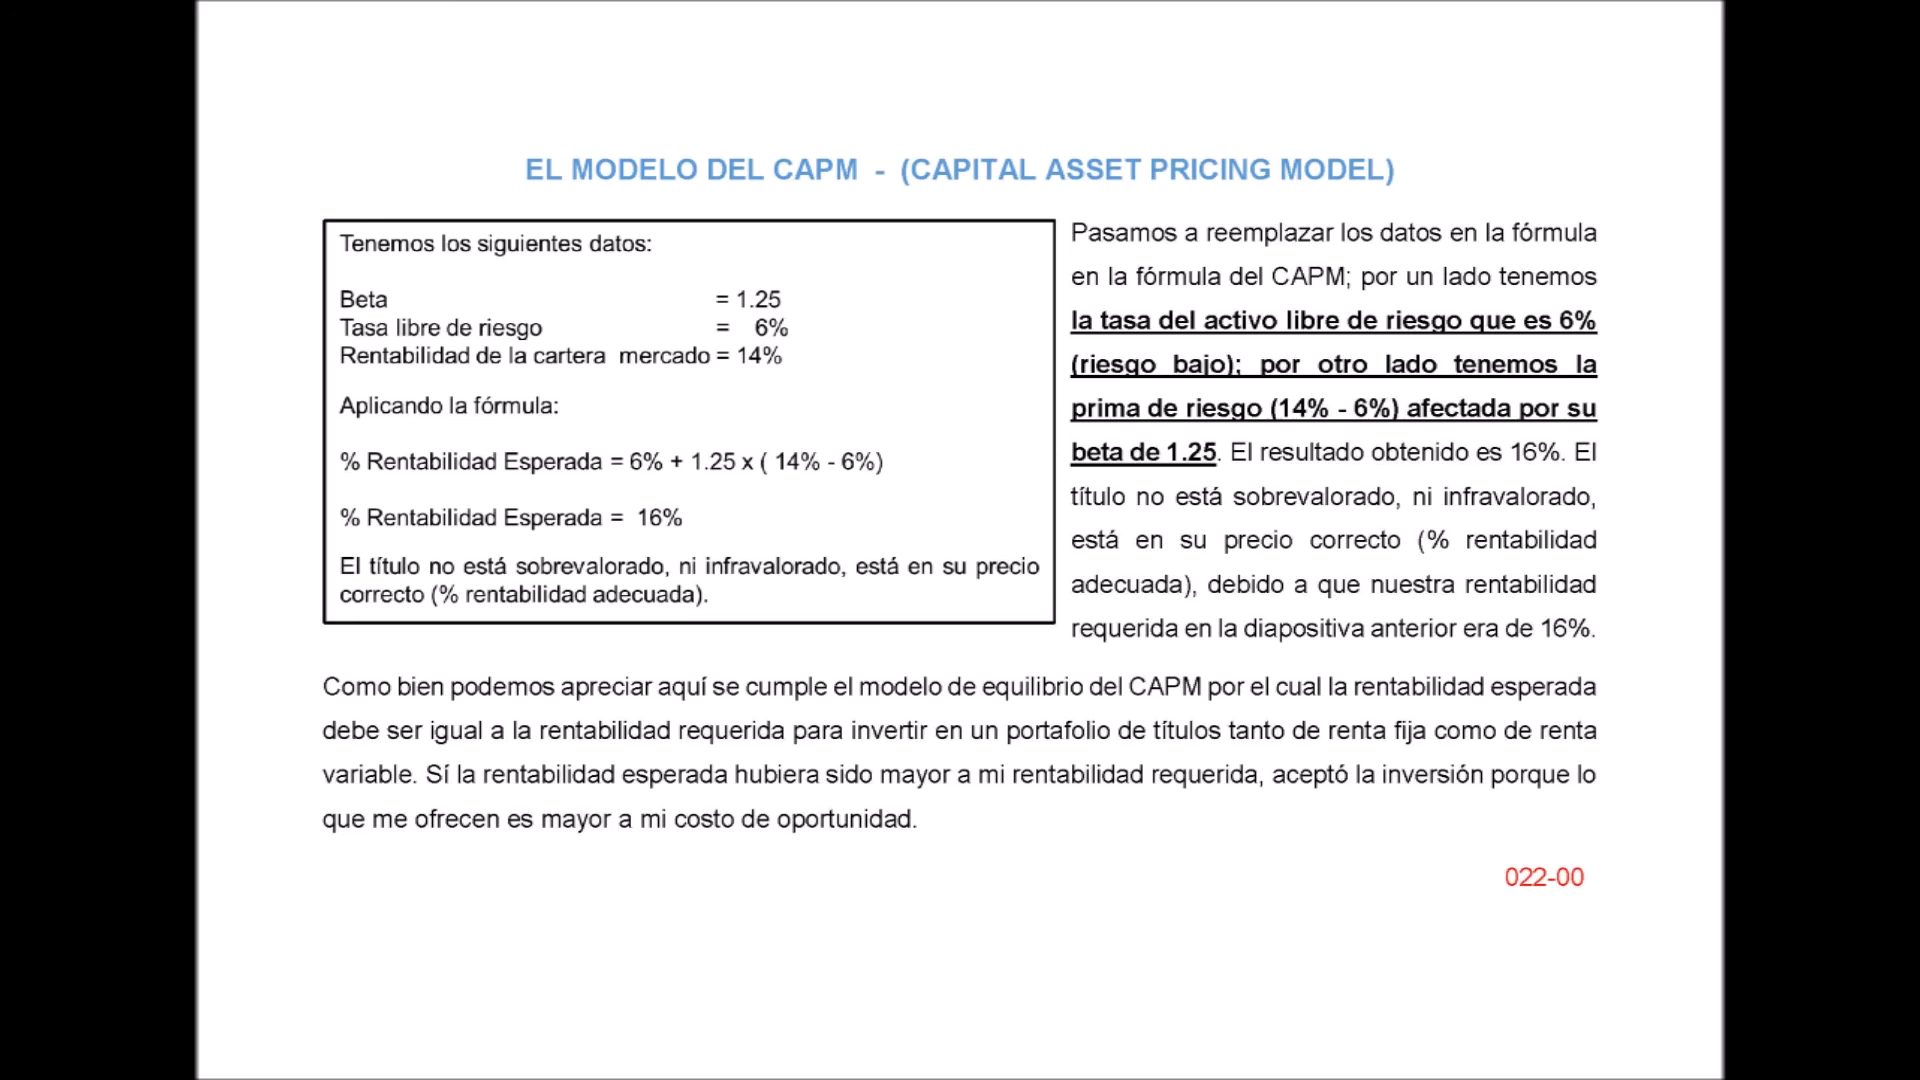 EL MODELO DEL CAPM - (CAPITAL ASSET PRICING MODEL)
Tenemos los siguientes datos:
Beta = 1.25
Tasa libre de riesgo = 6%
Rentabilidad de la cartera mercado = 14%
Aplicando la fórmula:
% Rentabilidad Esperada = 6% + 1.25 x ( 14% - 6%)
% Rentabilidad Esperada = 16%
El título no está sobrevalorado, ni infravalorado, está en su precio
correcto (% rentabilidad adecuada).
Pasamos a reemplazar los datos en la fórmula
en la fórmula del CAPM; por un lado tenemos
la tasa del activo libre de riesgo que es 6%
(riesgo bajo); por otro lado tenemos la
prima de riesgo (14% - 6%) afectada por su
beta de 1.25. El resultado obtenido es 16%. El
título no está sobrevalorado, ni infravalorado,
está en su precio correcto (% rentabilidad
adecuada), debido a que nuestra rentabilidad
requerida en la diapositiva anterior era de 16%.
Como bien podemos apreciar aquí se cumple el modelo de equilibrio del CAPM por el cual la rentabilidad esperada
debe ser igual a la rentabilidad requerida para invertir en un portafolio de títulos tanto de renta fija como de renta
variable. Sí la rentabilidad esperada hubiera sido mayor a mi rentabilidad requerida, aceptó la inversión porque lo
que me ofrecen es mayor a mi costo de oportunidad.
022-00